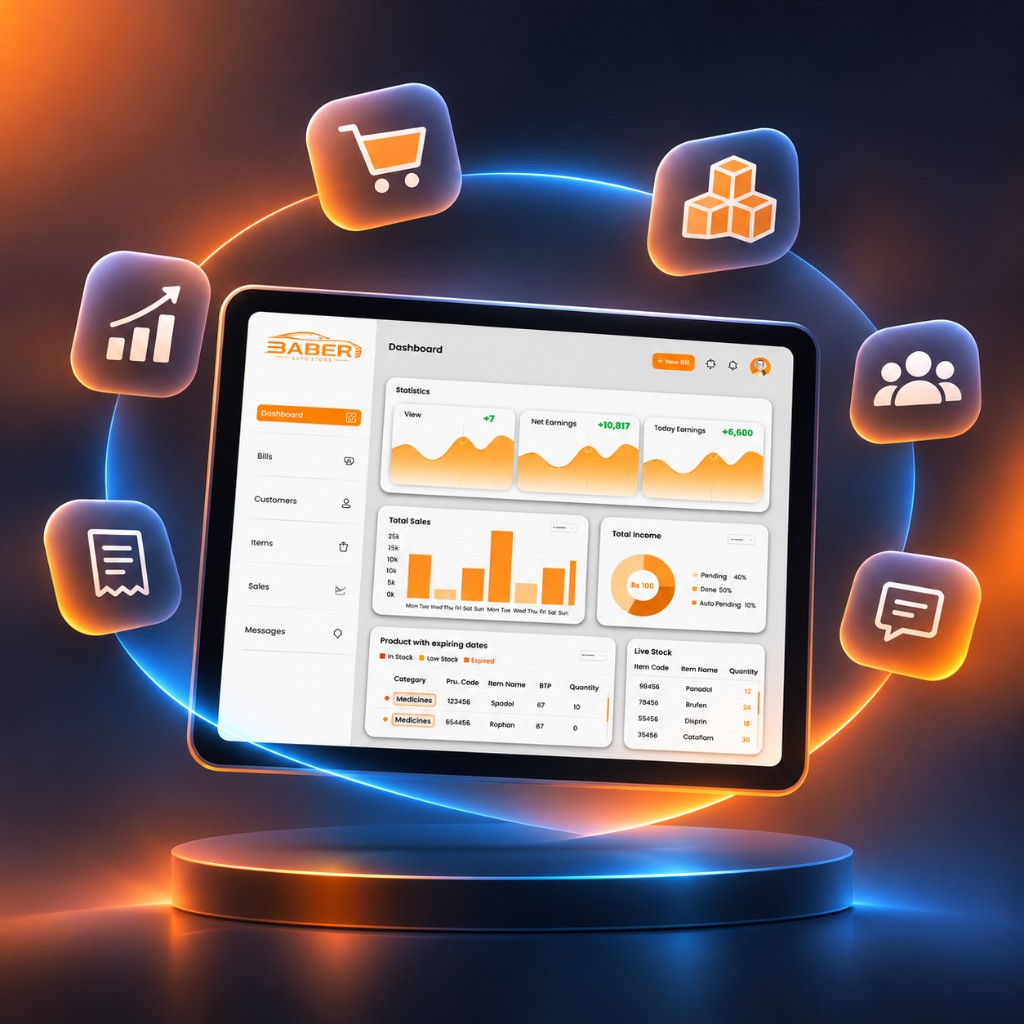 BABER
AUTO STORE
Dashboard
+ New Bill
Dashboard
Bills
Customers
Items
Sales
Messages
Statistics
View +7
Net Earnings +10,817
Today Earnings +6,600
Total Sales
25k
15k
10k
10k
5k
0k
Mon Tue Wed Thu Fri Sat Sun Mon Tue Wed Thu Fri Sat Sun
Total Income
Rs 100
Pending 40%
Done 50%
Auto Pending 10%
Product with expiring dates
In Stock Low Stock Expired
Category Pru. Code Item Name BTP Quantity
Medicines 123456 Spadol 67 10
Medicines 654456 Rophan 87 0
Live Stock
Item Code Item Name Quantity
98456 Panadol 12
78456 Brufen 24
55456 Disprin 16
35456 Cataflam 30